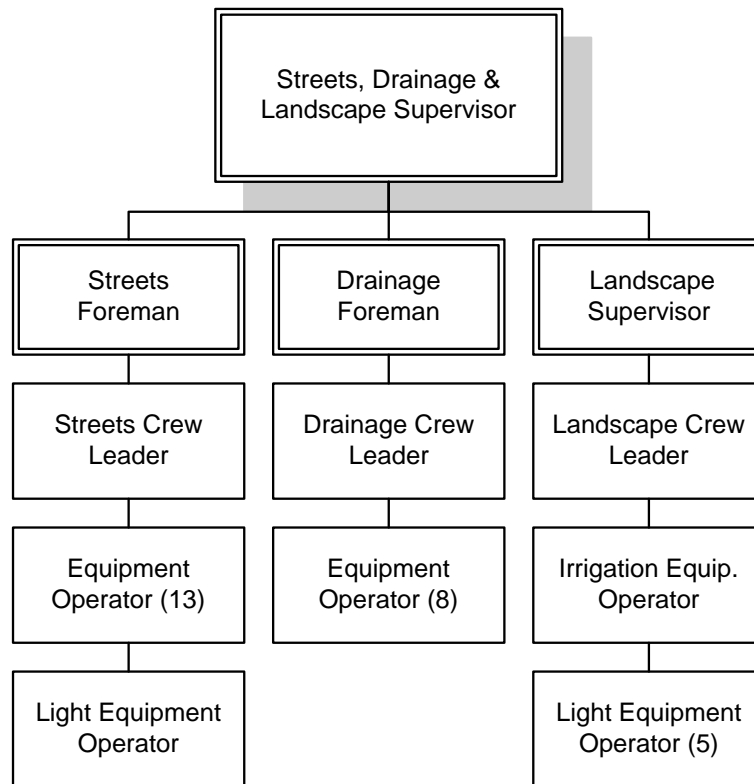 Streets, Drainage &
Landscape Supervisor
Streets
Foreman
Drainage
Foreman
Landscape
Supervisor
Streets Crew
Leader
Drainage Crew
Leader
Landscape Crew
Leader
Equipment
Operator (13)
Equipment
Operator (8)
Irrigation Equip.
Operator
Light Equipment
Operator
Light Equipment
Operator (5)